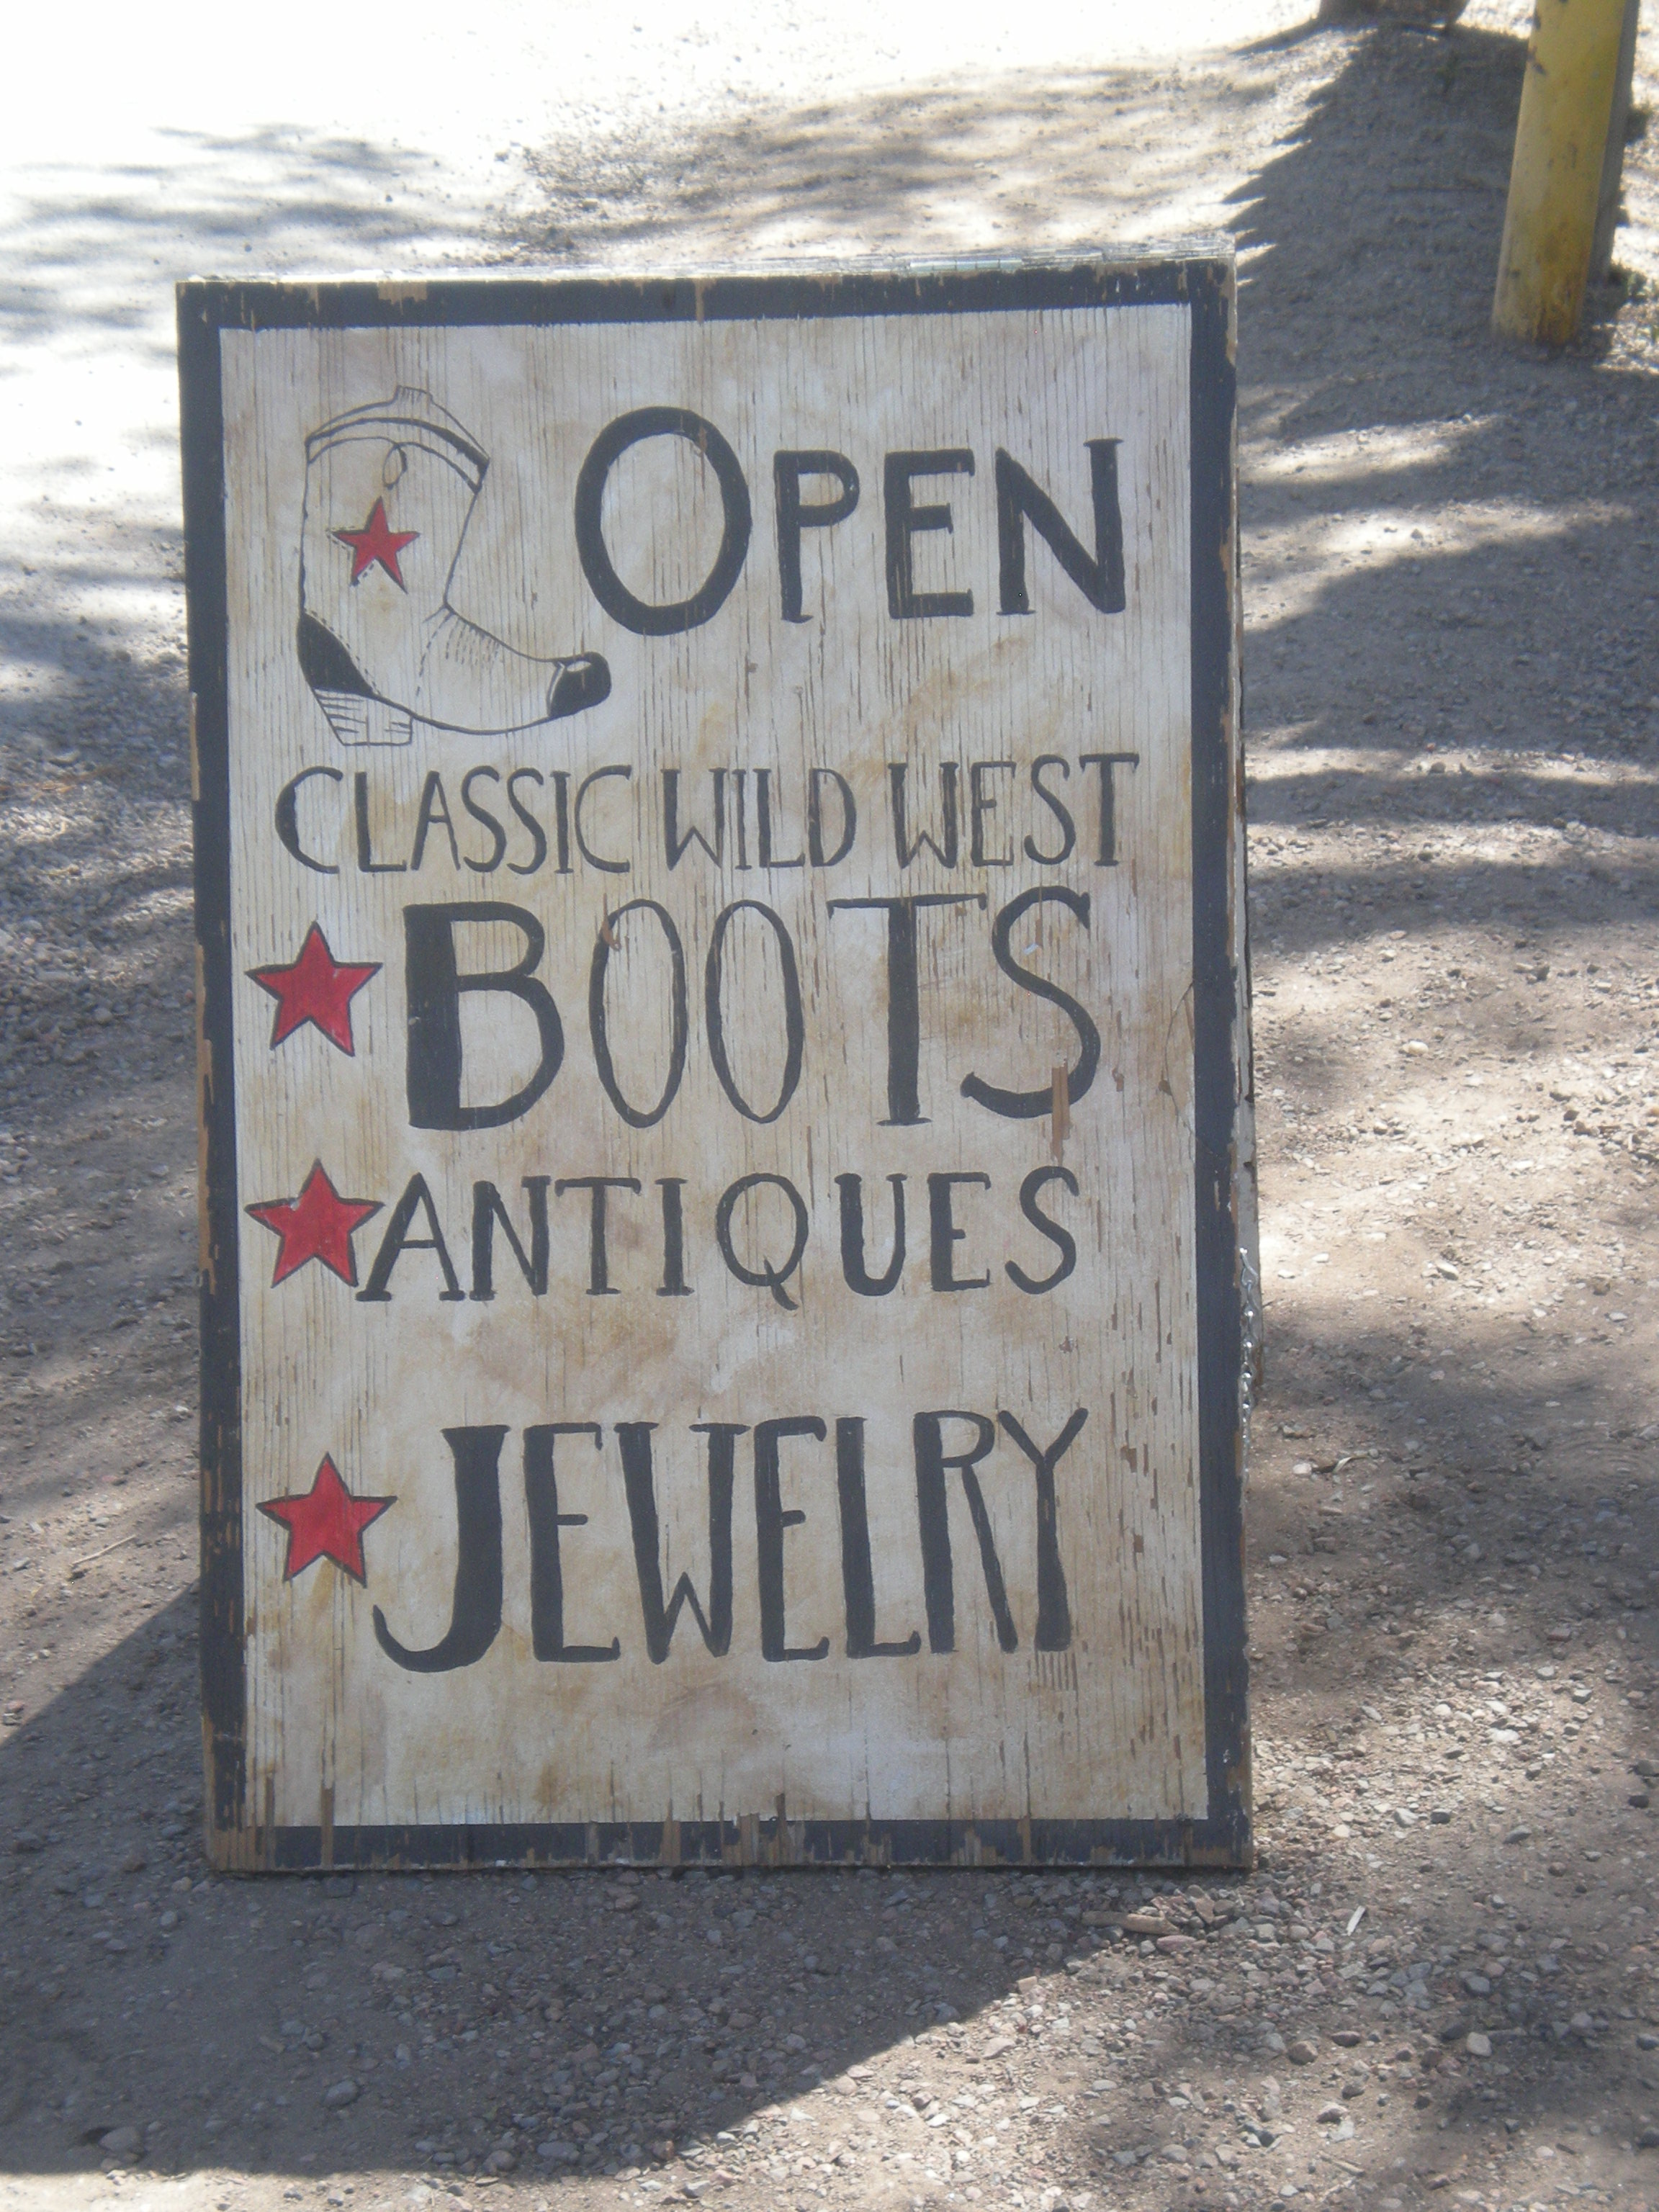 OPEN
CLASSIC WILD WEST
BOOTS
ANTIQUES
JEWELRY